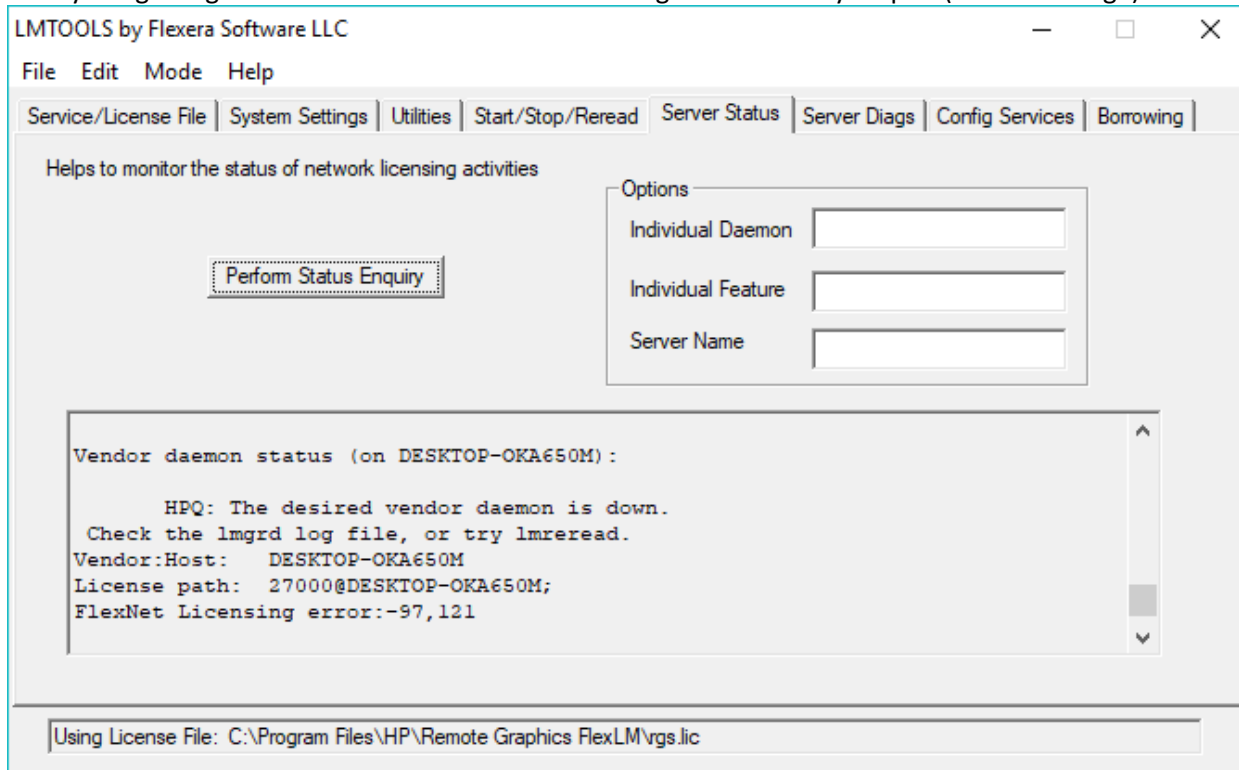 LMTOOLS by Flexera Software LLC
File Edit Mode Help
Service/License File System Settings Utilities Start/Stop/Reread Server Status Server Diags Config Services Borrowing
Helps to monitor the status of network licensing activities
Options
Individual Daemon
Perform Status Enquiry
Individual Feature
Server Name
Vendor daemon status (on DESKTOP-OKA650M):
HPQ: The desired vendor daemon is down.
Check the lmgrd log file, or try lmreread.
Vendor:Host: DESKTOP-OKA650M
License path: 27000@DESKTOP-OKA650M;
FlexNet Licensing error:-97,121
Using License File: C:\Program Files\HP\Remote Graphics FlexLM\rgs.lic